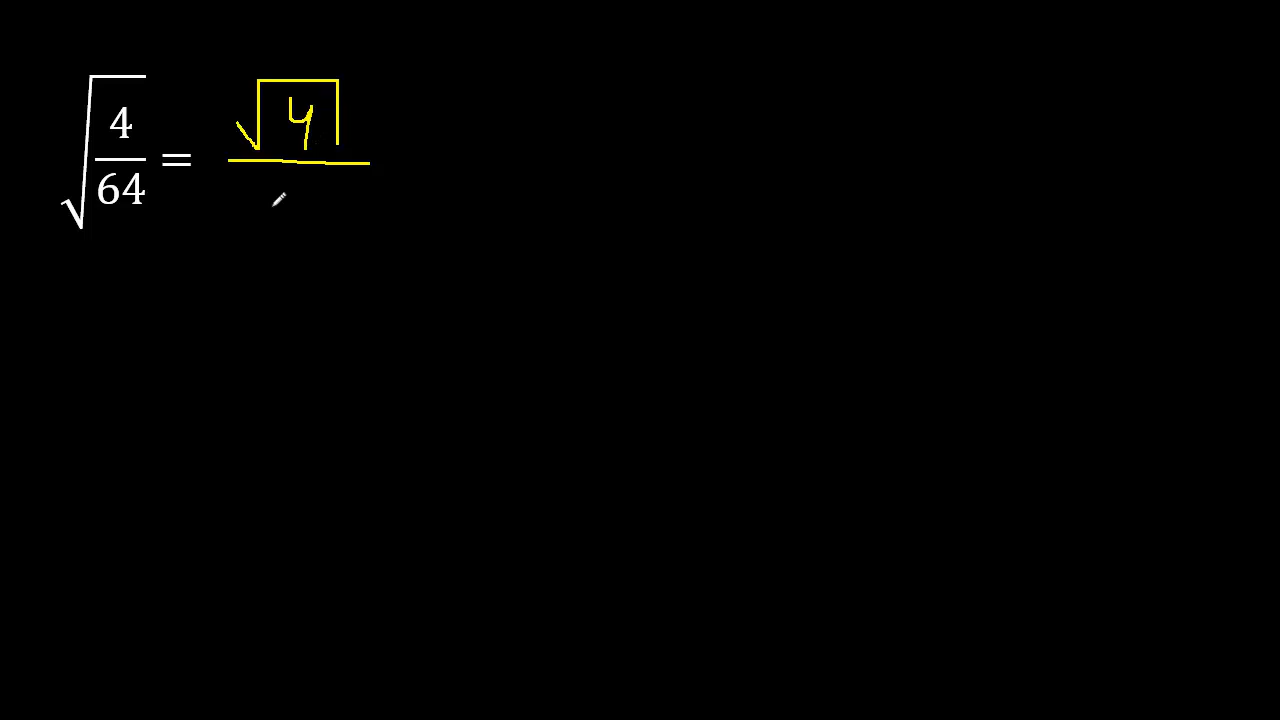 √(4/64) = √4/